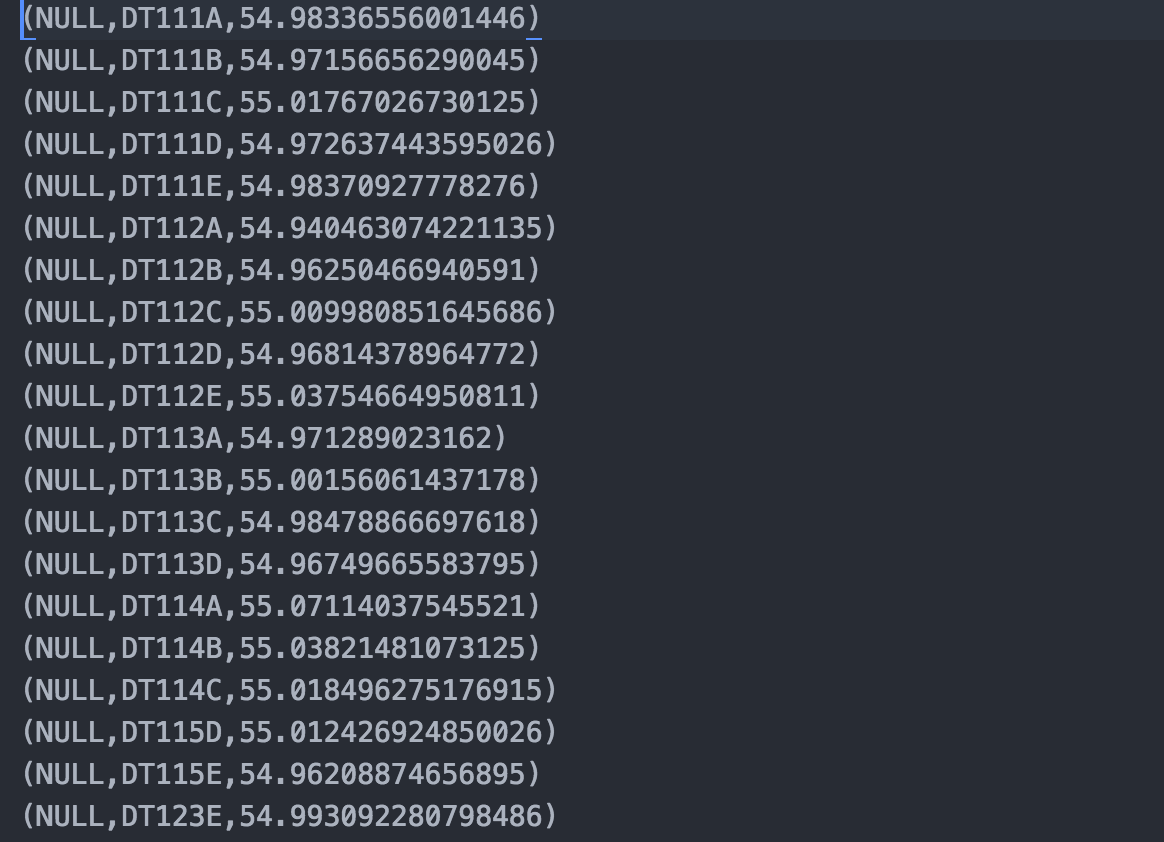 (NULL,DT111A,54.98336556001446)
(NULL,DT111B,54.97156656290045)
(NULL,DT111C,55.01767026730125)
(NULL,DT111D,54.972637443595026)
(NULL,DT111E,54.98370927778276)
(NULL,DT112A,54.940463074221135)
(NULL,DT112B,54.96250466940591)
(NULL,DT112C,55.009980851645686)
(NULL,DT112D,54.96814378964772)
(NULL,DT112E,55.03754664950811)
(NULL,DT113A,54.971289023162)
(NULL,DT113B,55.00156061437178)
(NULL,DT113C,54.98478866697618)
(NULL,DT113D,54.96749665583795)
(NULL,DT114A,55.07114037545521)
(NULL,DT114B,55.03821481073125)
(NULL,DT114C,55.018496275176915)
(NULL,DT115D,55.012426924850026)
(NULL,DT115E,54.96208874656895)
(NULL,DT123E,54.993092280798486)